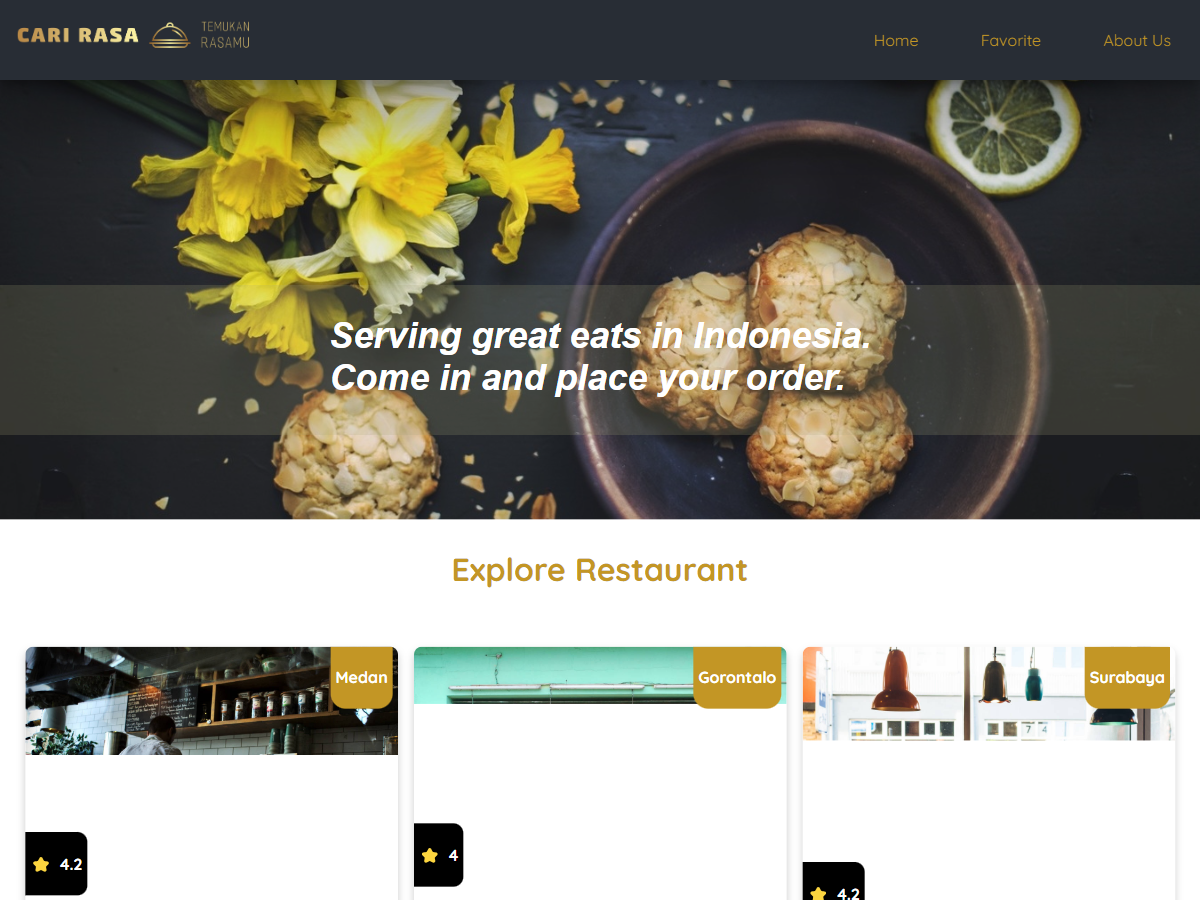 CARI RASA
TEMUKAN
RASAMU
Home
Favorite
About Us
Serving great eats in Indonesia.
Come in and place your order.
Explore Restaurant
Medan
Gorontalo
Surabaya
4.2
4
4.2